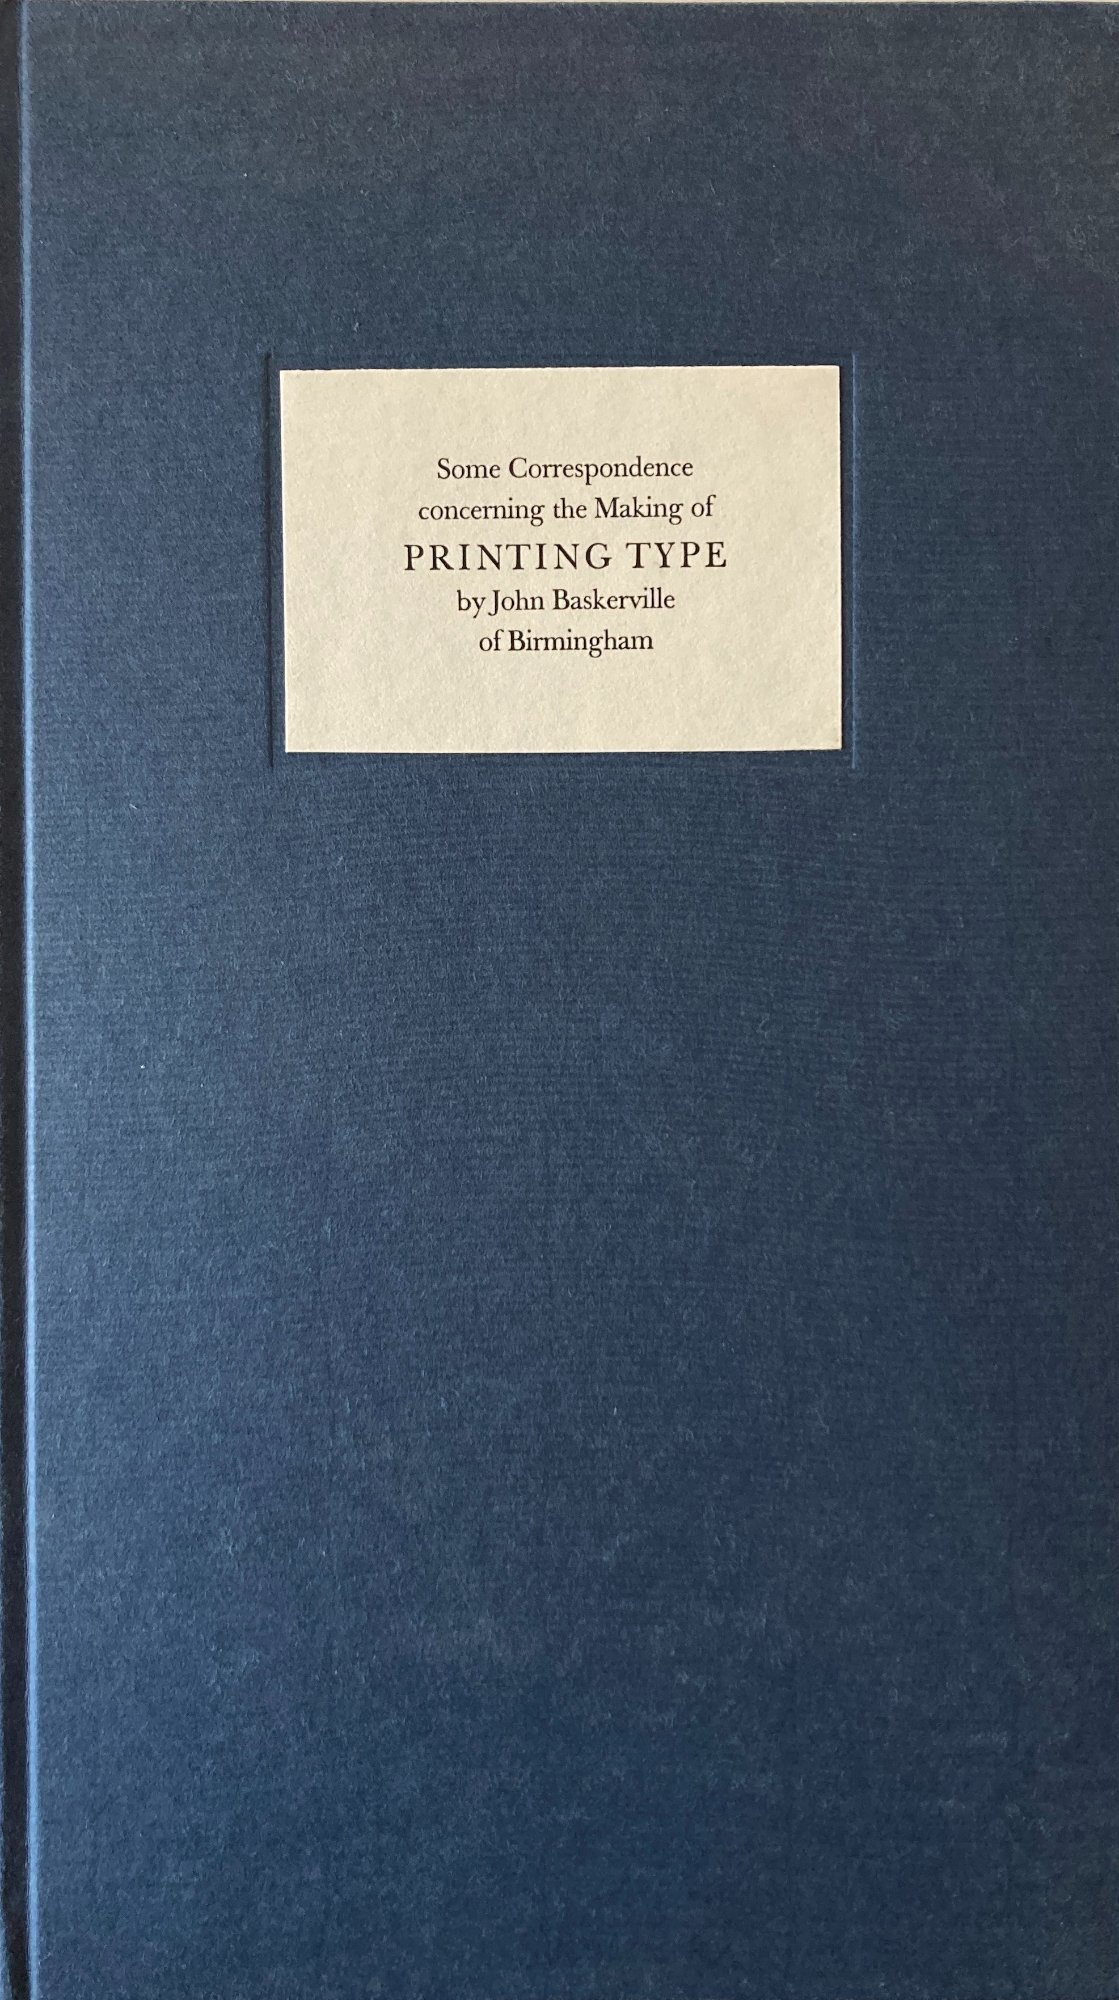 Some Correspondence
concerning the Making of
PRINTING TYPE
by John Baskerville
of Birmingham